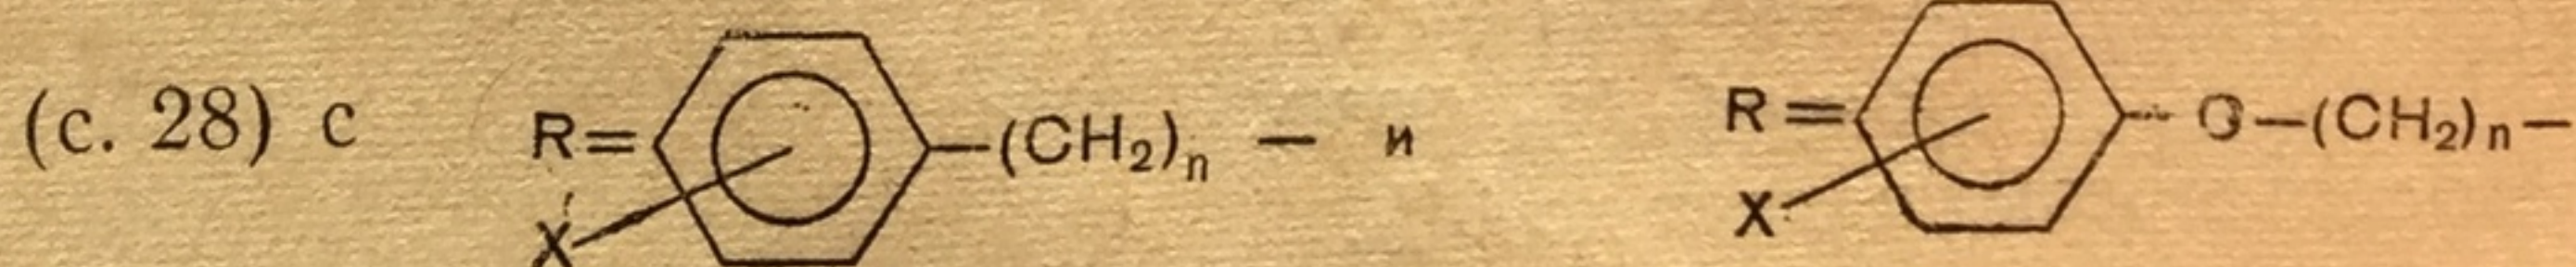 (с. 28) с R= X —(CH₂)ₙ — и R= X —O—(CH₂)ₙ—